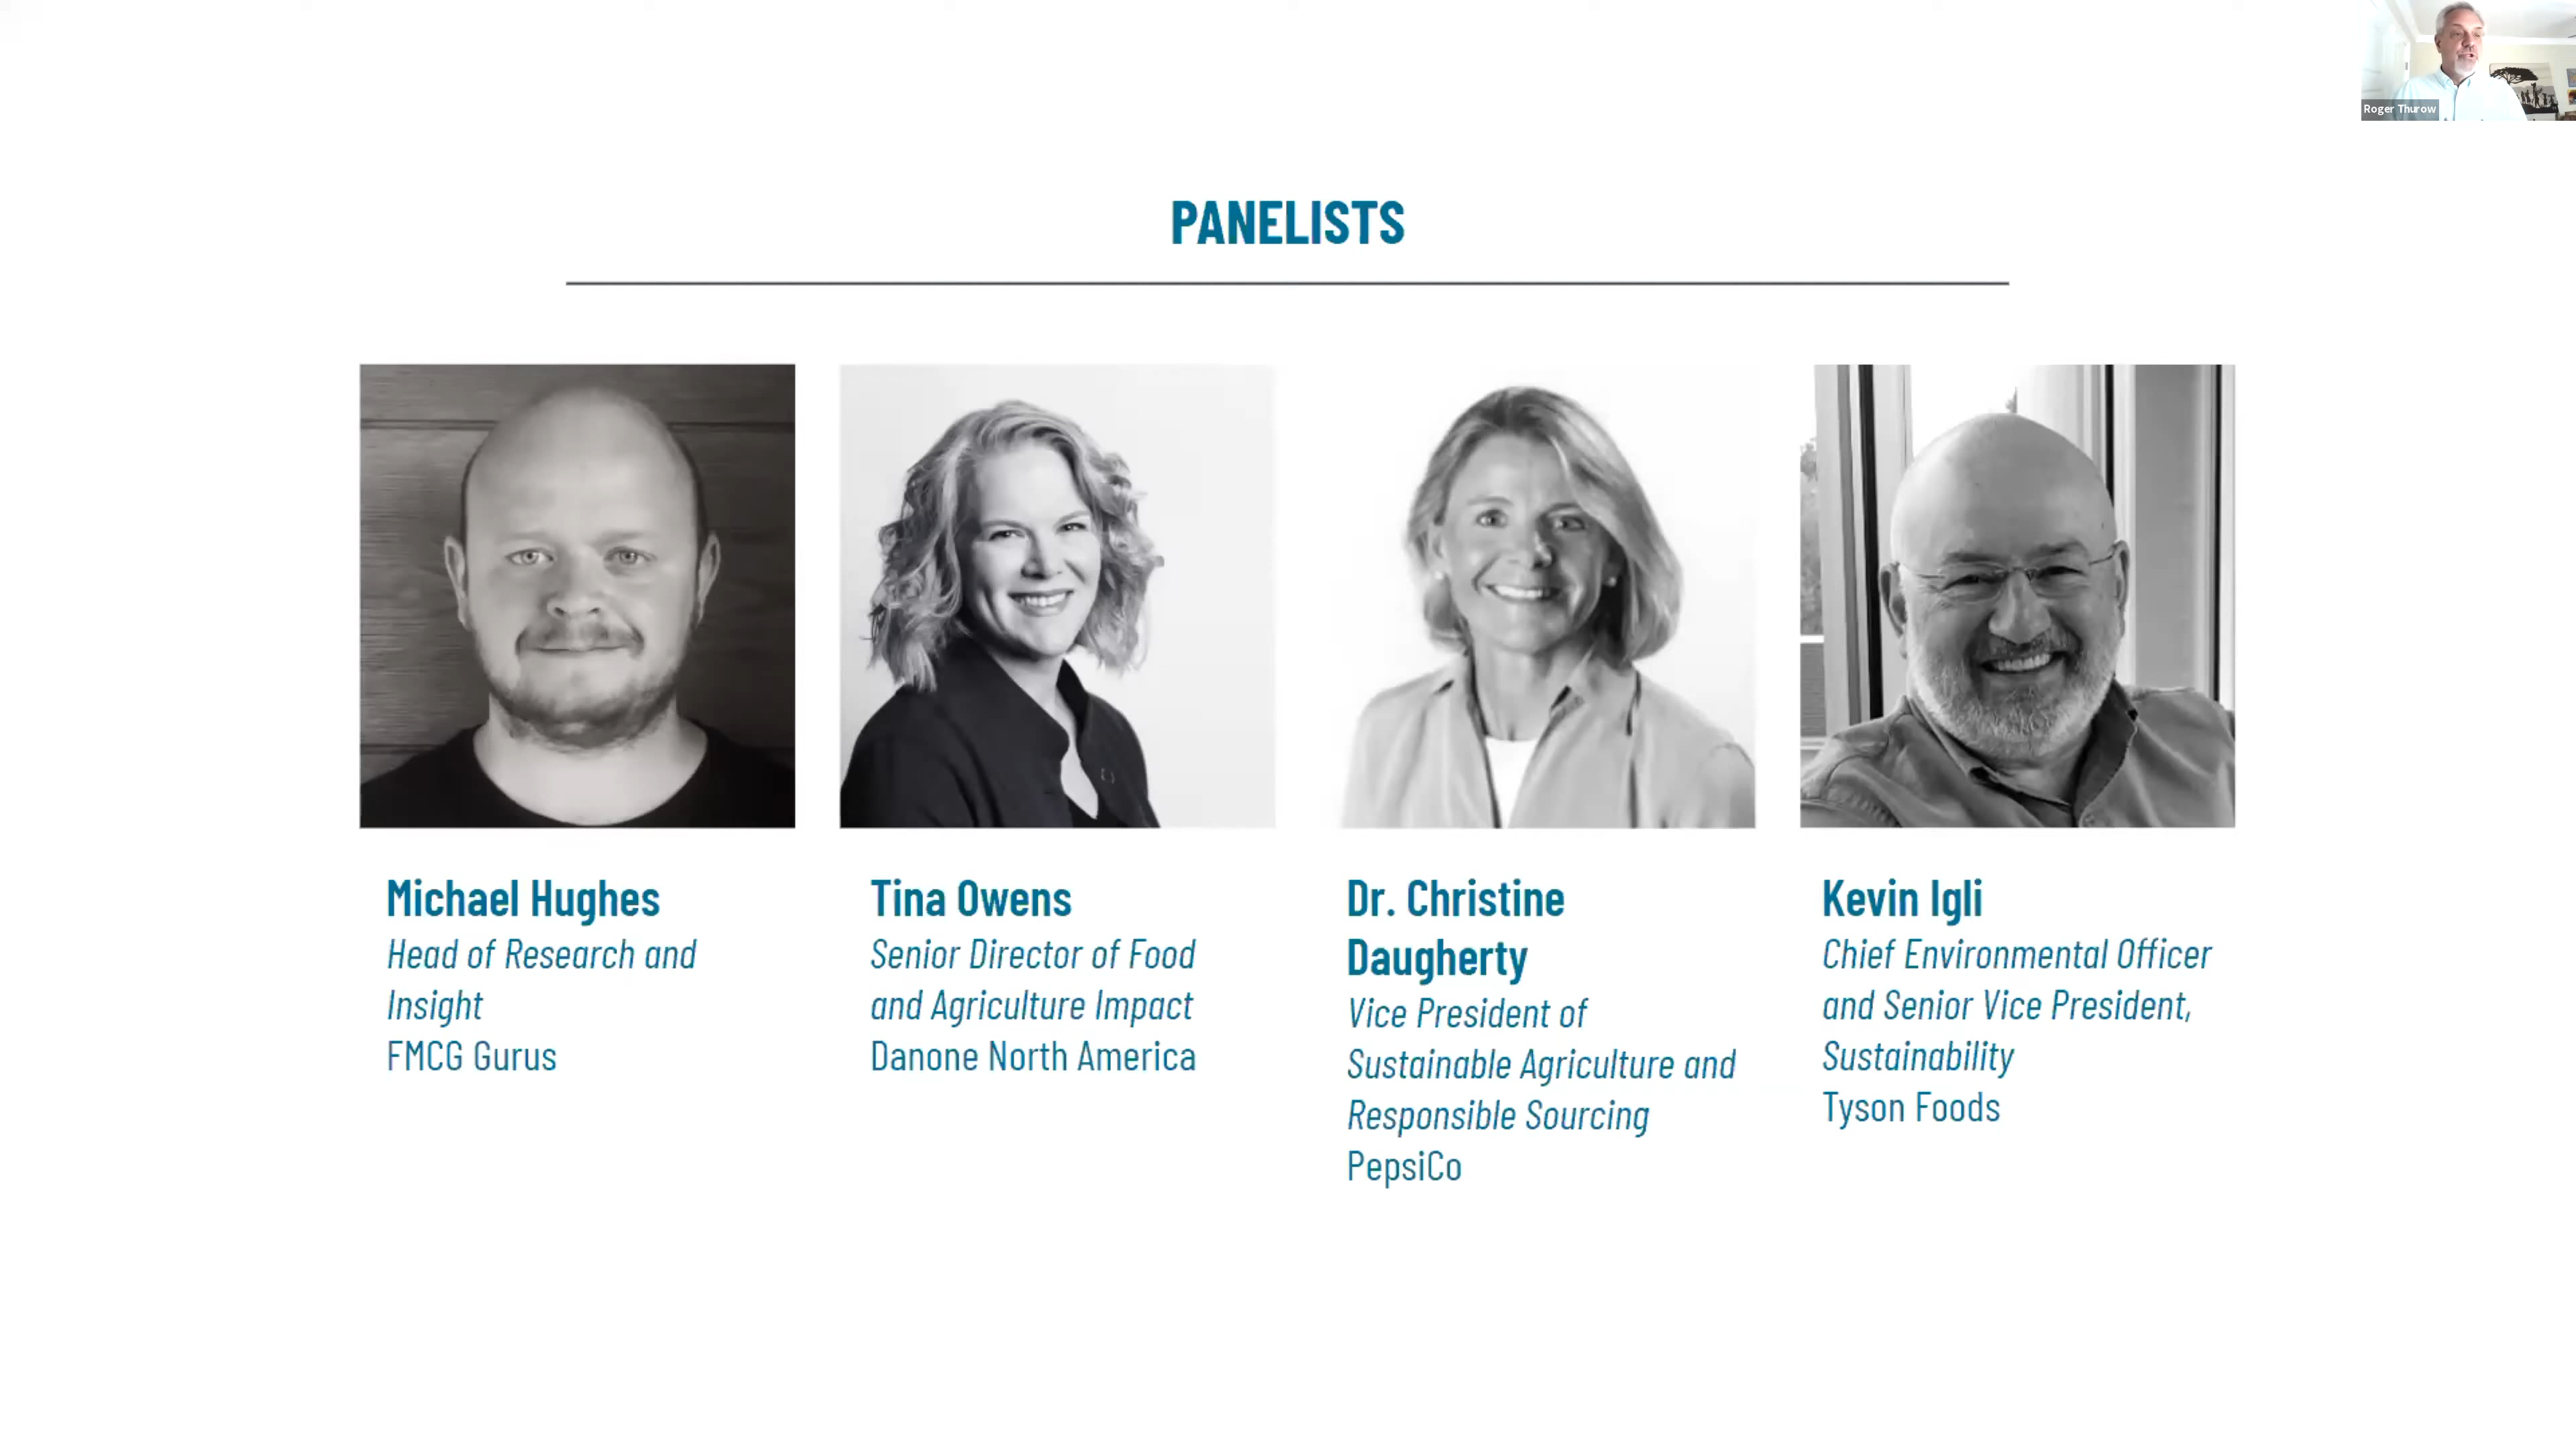 Roger Thurow
PANELISTS
Michael Hughes
Head of Research and
Insight
FMCG Gurus
Tina Owens
Senior Director of Food
and Agriculture Impact
Danone North America
Dr. Christine
Daugherty
Vice President of
Sustainable Agriculture and
Responsible Sourcing
PepsiCo
Kevin Igli
Chief Environmental Officer
and Senior Vice President,
Sustainability
Tyson Foods